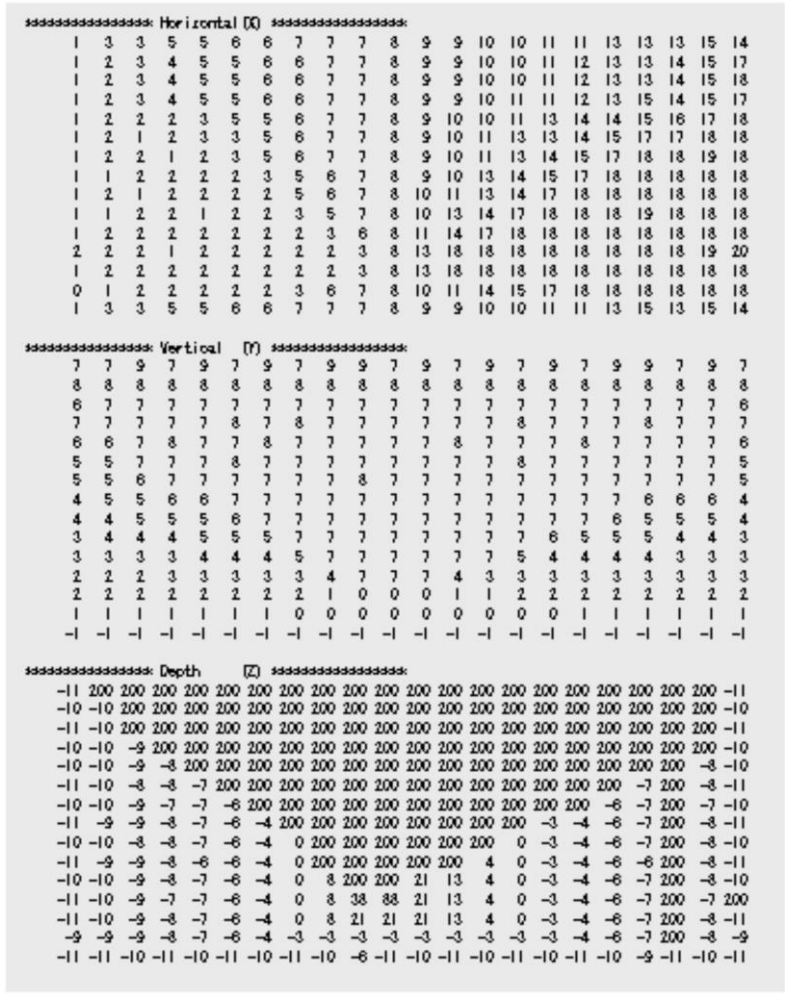 **************** Horizontal (X) ******************
1 3 3 5 5 6 6 7 7 7 8 9 9 10 10 11 11 13 13 13 15 14
1 2 3 4 5 5 6 6 7 7 8 9 9 10 10 11 12 13 13 14 15 17
1 2 3 4 5 5 6 6 7 7 8 9 9 10 10 11 12 13 13 14 15 18
1 2 3 4 5 5 6 6 7 7 8 9 9 10 11 11 12 13 15 14 15 17
1 2 2 2 3 5 5 6 7 7 8 9 10 10 11 13 14 14 15 16 17 18
1 2 1 2 3 3 5 6 7 7 8 9 10 11 13 13 14 15 17 17 18 18
1 2 2 1 2 3 5 6 7 7 8 9 10 11 13 14 15 17 18 18 19 18
1 1 2 2 2 2 3 5 6 7 8 9 10 13 14 15 17 18 18 18 18 18
1 2 1 2 2 2 2 5 6 7 8 10 11 13 14 17 18 18 18 18 18 18
1 1 2 2 1 2 2 3 5 7 8 10 13 14 17 18 18 18 19 18 18 18
1 2 2 2 2 2 2 2 3 6 8 11 14 17 18 18 18 18 18 18 18 18
2 2 2 1 2 2 2 2 2 3 8 13 18 18 18 18 18 18 18 18 19 20
1 2 2 2 2 2 2 2 2 3 8 13 18 18 18 18 18 18 18 18 18 18
0 1 2 2 2 2 2 3 6 7 8 10 11 14 15 17 18 18 18 18 18 18
1 3 3 5 5 6 6 7 7 7 8 9 9 10 10 11 11 13 15 13 15 14
**************** Vertical (Y) ******************
7 7 9 7 9 7 9 7 9 9 7 9 7 9 7 9 7 9 9 7 9 7
8 8 8 8 8 8 8 8 8 8 8 8 8 8 8 8 8 8 8 8 8 8
6 7 7 7 7 7 7 7 7 7 7 7 7 7 7 7 7 7 7 7 7 6
7 7 7 7 7 8 7 8 7 7 7 7 7 7 8 7 7 7 8 7 7 7
6 6 7 8 7 7 8 7 7 7 7 7 8 7 7 7 8 7 7 7 7 6
5 5 7 7 7 8 7 7 7 7 7 7 7 7 8 7 7 7 7 7 7 5
5 5 6 7 7 7 7 7 7 8 7 7 7 7 7 7 7 7 7 7 7 5
4 5 5 6 6 7 7 7 7 7 7 7 7 7 7 7 7 7 6 6 6 4
4 4 5 5 5 6 7 7 7 7 7 7 7 7 7 7 7 6 5 5 5 4
3 4 4 4 5 5 5 7 7 7 7 7 7 7 7 6 5 5 5 4 4 3
3 3 3 3 4 4 4 5 7 7 7 7 7 7 5 4 4 4 4 3 3 3
2 2 2 3 3 3 3 3 4 7 7 7 4 3 3 3 3 3 3 3 3 3
2 2 2 2 2 2 2 2 1 0 0 0 1 1 2 2 2 2 2 2 2 2
1 1 1 1 1 1 1 0 0 0 0 0 0 0 0 0 1 1 1 1 1 1
-1 -1 -1 -1 -1 -1 -1 -1 -1 -1 -1 -1 -1 -1 -1 -1 -1 -1 -1 -1 -1 -1
**************** Depth (Z) ******************
-11 200 200 200 200 200 200 200 200 200 200 200 200 200 200 200 200 200 200 200 200 -11
-10 -10 200 200 200 200 200 200 200 200 200 200 200 200 200 200 200 200 200 200 200 -10
-11 -10 200 200 200 200 200 200 200 200 200 200 200 200 200 200 200 200 200 200 200 -11
-10 -10 -9 200 200 200 200 200 200 200 200 200 200 200 200 200 200 200 200 200 200 -10
-10 -10 -9 -8 200 200 200 200 200 200 200 200 200 200 200 200 200 200 200 200 -8 -10
-11 -10 -8 -8 -7 200 200 200 200 200 200 200 200 200 200 200 200 200 -7 200 -8 -11
-10 -10 -9 -7 -7 -6 200 200 200 200 200 200 200 200 200 200 200 -6 -7 200 -7 -10
-11 -9 -9 -8 -7 -6 -4 200 200 200 200 200 200 200 200 -3 -4 -6 -7 200 -8 -11
-10 -10 -8 -8 -7 -6 -4 0 200 200 200 200 200 200 0 -3 -4 -6 -7 200 -8 -10
-11 -9 -9 -8 -6 -6 -4 0 200 200 200 200 200 4 0 -3 -4 -6 -6 200 -8 -11
-10 -10 -9 -8 -7 -6 -4 0 8 200 200 21 13 4 0 -3 -4 -6 -7 200 -8 -10
-11 -10 -9 -7 -7 -6 -4 0 8 38 88 21 13 4 0 -3 -4 -6 -7 200 -7 200
-11 -10 -9 -8 -7 -6 -4 0 8 21 21 21 13 4 0 -3 -4 -6 -7 200 -8 -11
-9 -9 -9 -8 -7 -6 -4 -3 -3 -3 -3 -3 -3 -3 -3 -3 -4 -6 -7 200 -8 -9
-11 -11 -10 -11 -10 -11 -10 -11 -10 -6 -11 -10 -11 -10 -11 -10 -11 -10 -9 -11 -10 -11